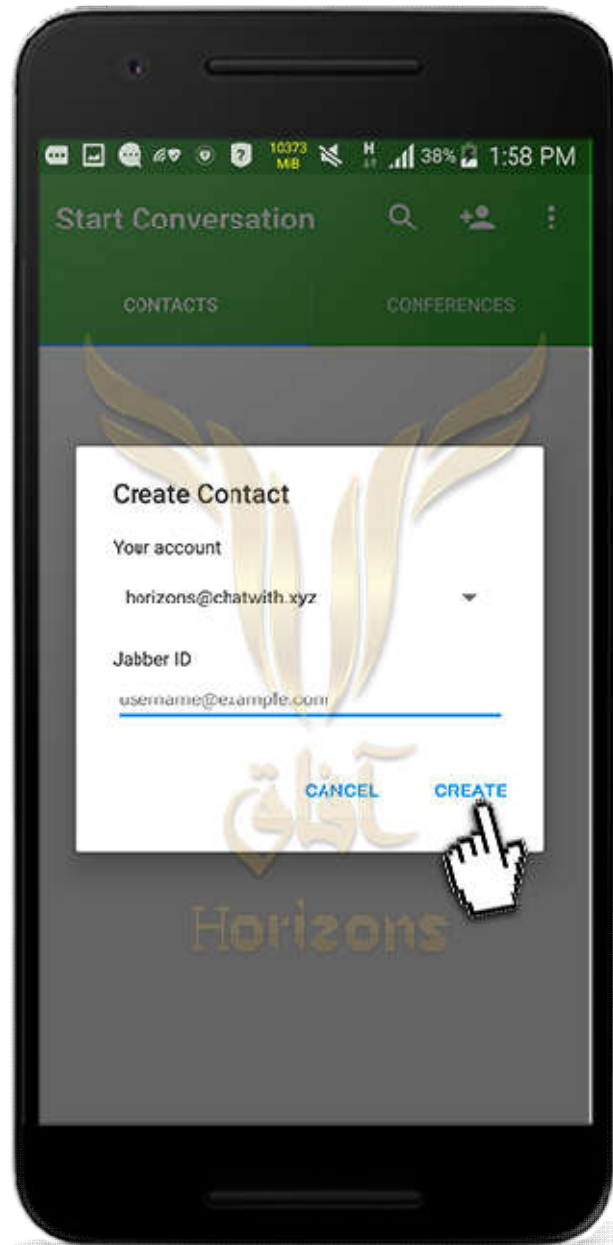 10373
MiB
H
38%
1:58 PM
Start Conversation
CONTACTS
CONFERENCES
Create Contact
Your account
horizons@chatwith.xyz
Jabber ID
username@example.com
CANCEL
CREATE
آفاق
Horizons